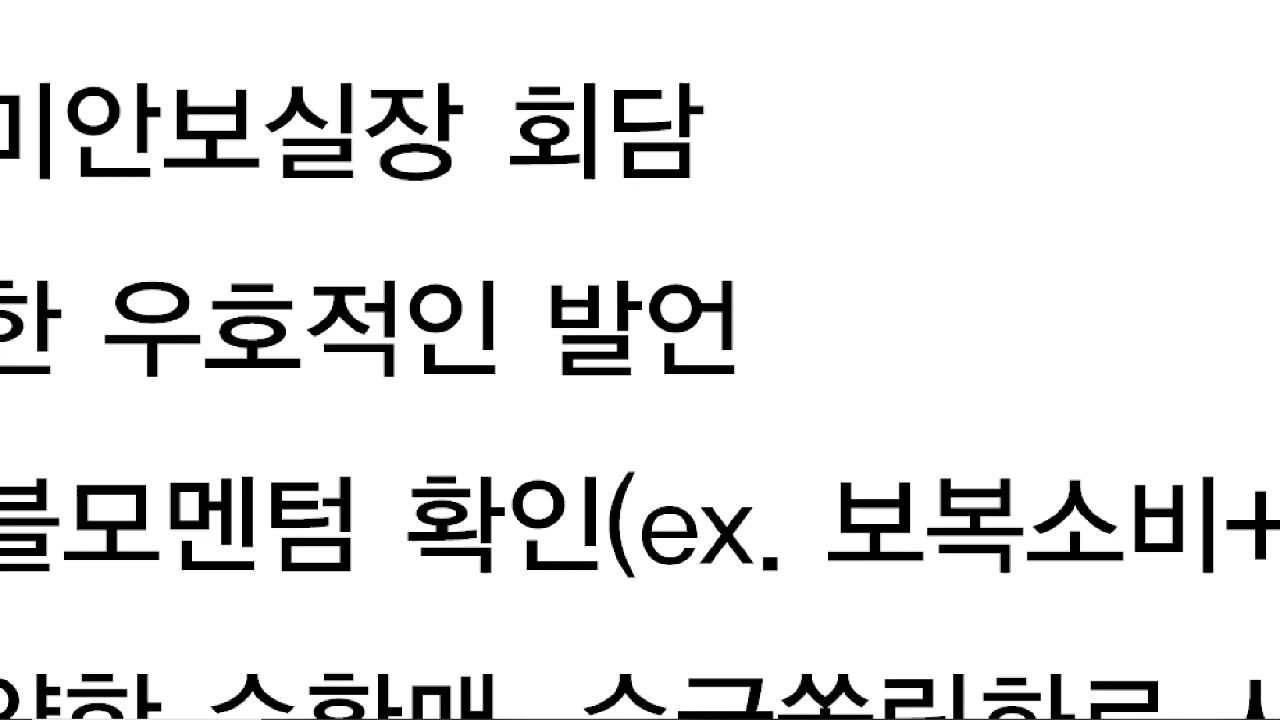 미안보실장 회담
한 우호적인 발언
블모멘텀 확인(ex. 보복소비+